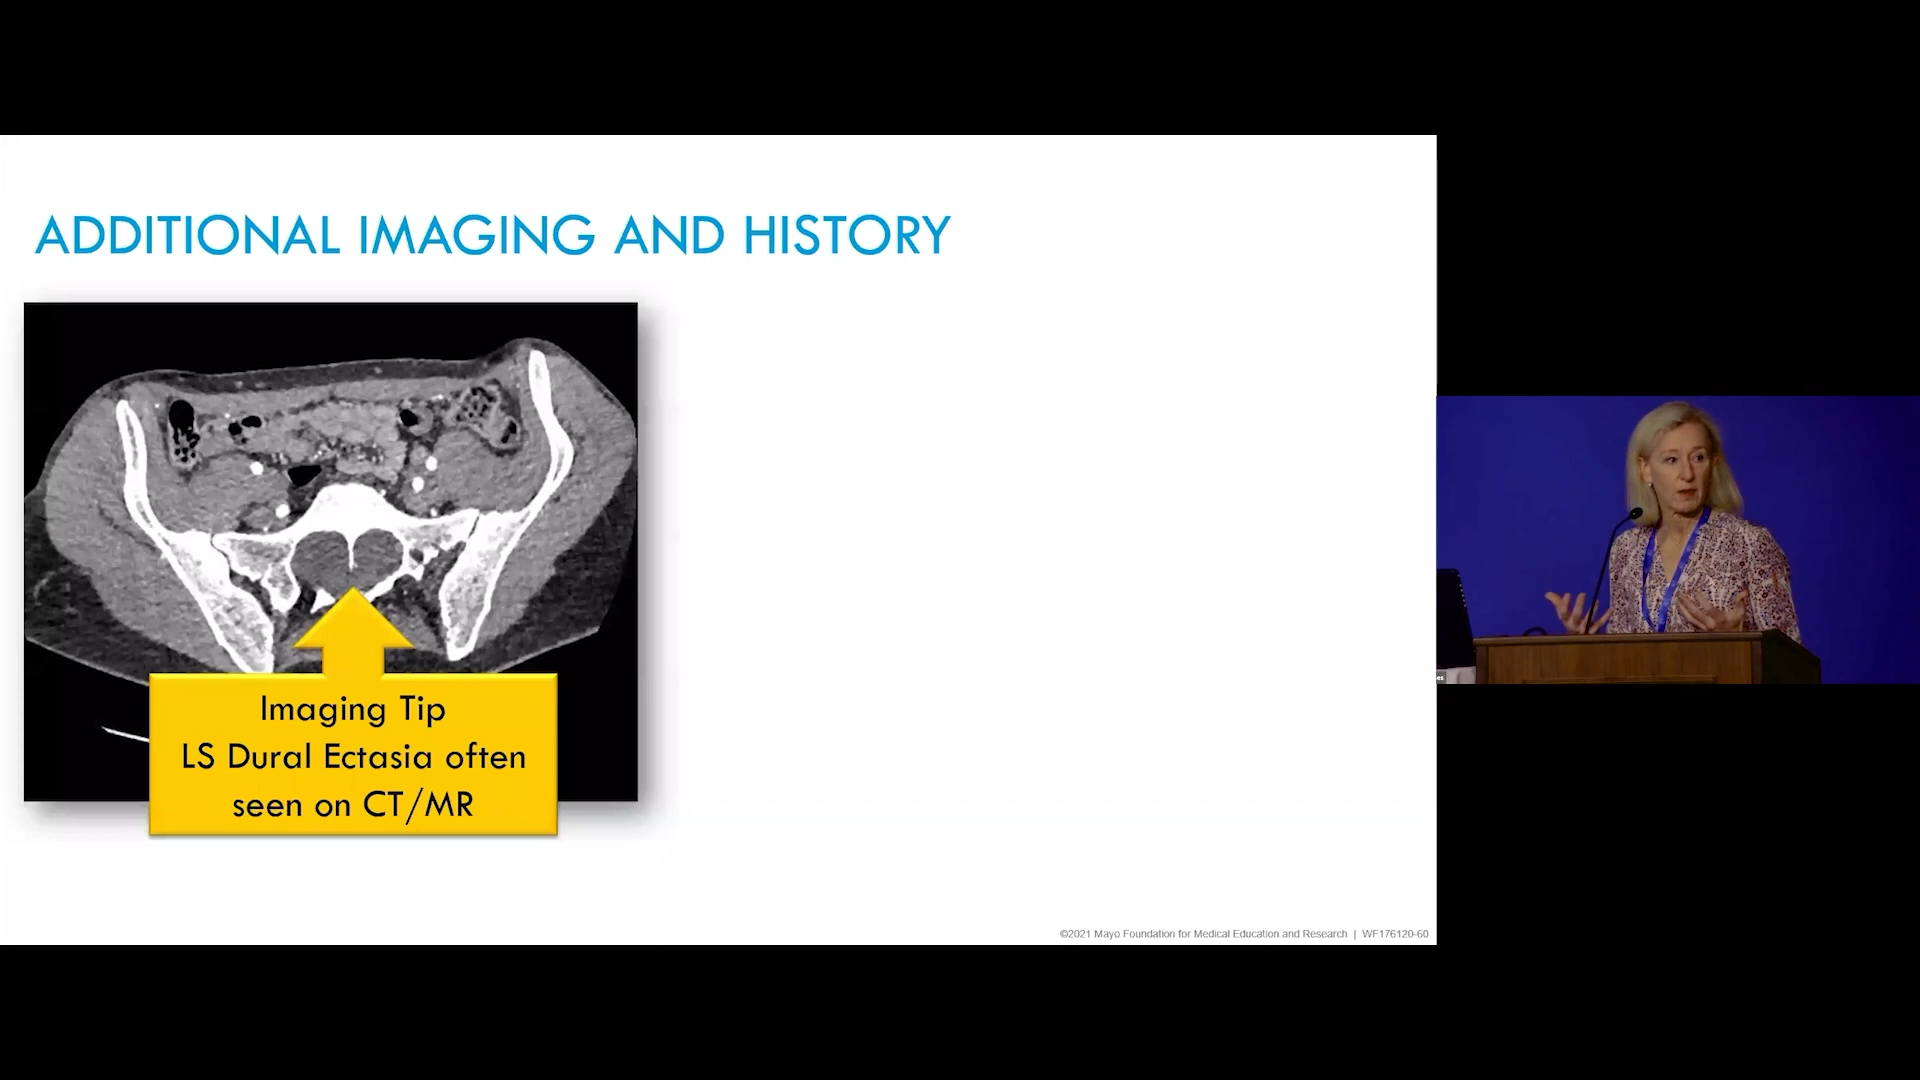 ADDITIONAL IMAGING AND HISTORY
Imaging Tip
LS Dural Ectasia often
seen on CT/MR
©2021 Mayo Foundation for Medical Education and Research | WF176120-60